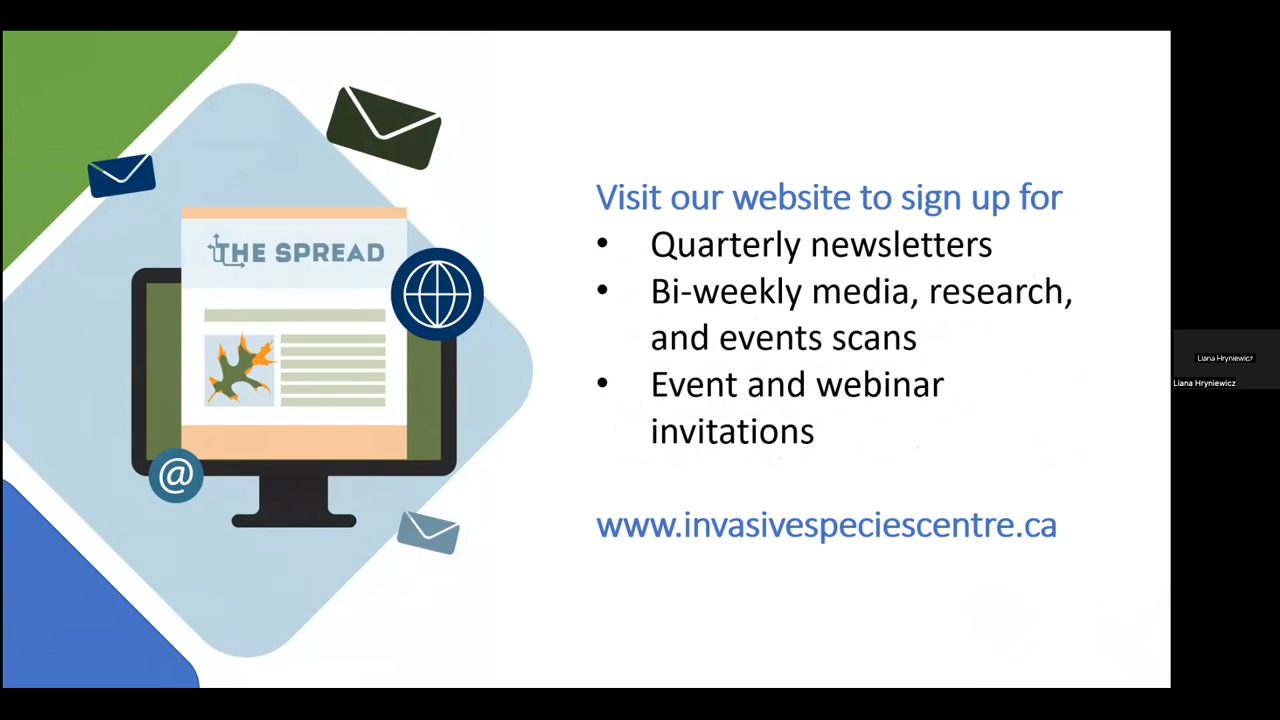 THE SPREAD
@
Visit our website to sign up for
• Quarterly newsletters
• Bi-weekly media, research,
and events scans
• Event and webinar
invitations
www.invasivespeciescentre.ca
Liana Hryniewicz
Liana Hryniewicz